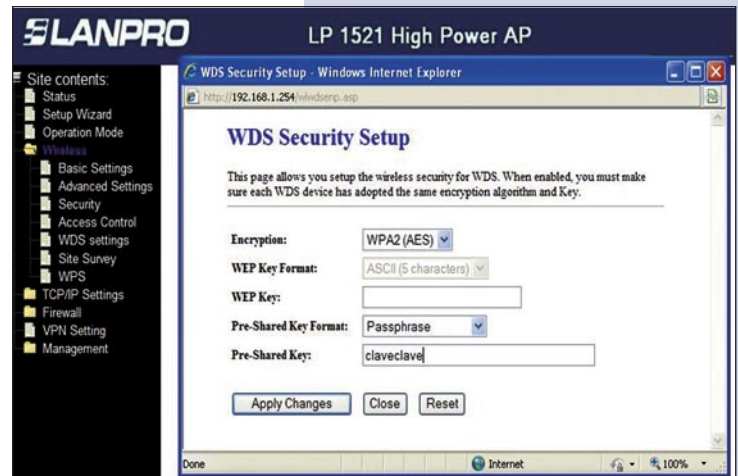 LANPRO
LP 1521 High Power AP
Site contents:
Status
Setup Wizard
Operation Mode
Wireless
Basic Settings
Advanced Settings
Security
Access Control
WDS settings
Site Survey
WPS
TCP/IP Settings
Firewall
VPN Setting
Management
WDS Security Setup - Windows Internet Explorer
http://192.168.1.254/wlwdsenp.asp
WDS Security Setup
This page allows you setup the wireless security for WDS. When enabled, you must make
sure each WDS device has adopted the same encryption algorithm and Key.
Encryption: WPA2 (AES)
WEP Key Format: ASCII (5 characters)
WEP Key:
Pre-Shared Key Format: Passphrase
Pre-Shared Key: claveclave
Apply Changes Close Reset
Done Internet 100%